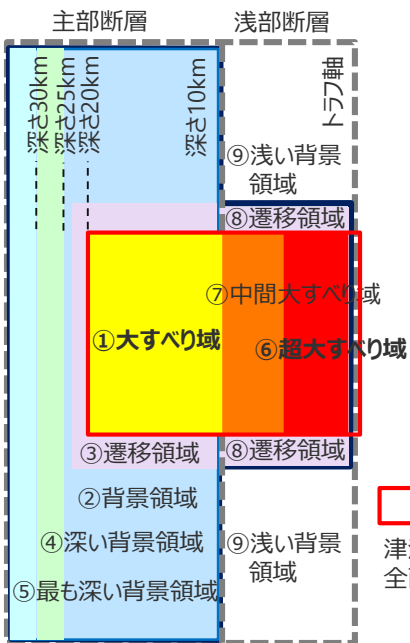 主部断層
浅部断層
深さ30km
深さ25km
深さ20km
深さ10km
トラフ軸
⑨浅い背景
領域
⑧遷移領域
⑦中間大すべり域
①大すべり域
⑥超大すべり域
③遷移領域
⑧遷移領域
②背景領域
④深い背景領域
⑨浅い背景
領域
⑤最も深い背景領域